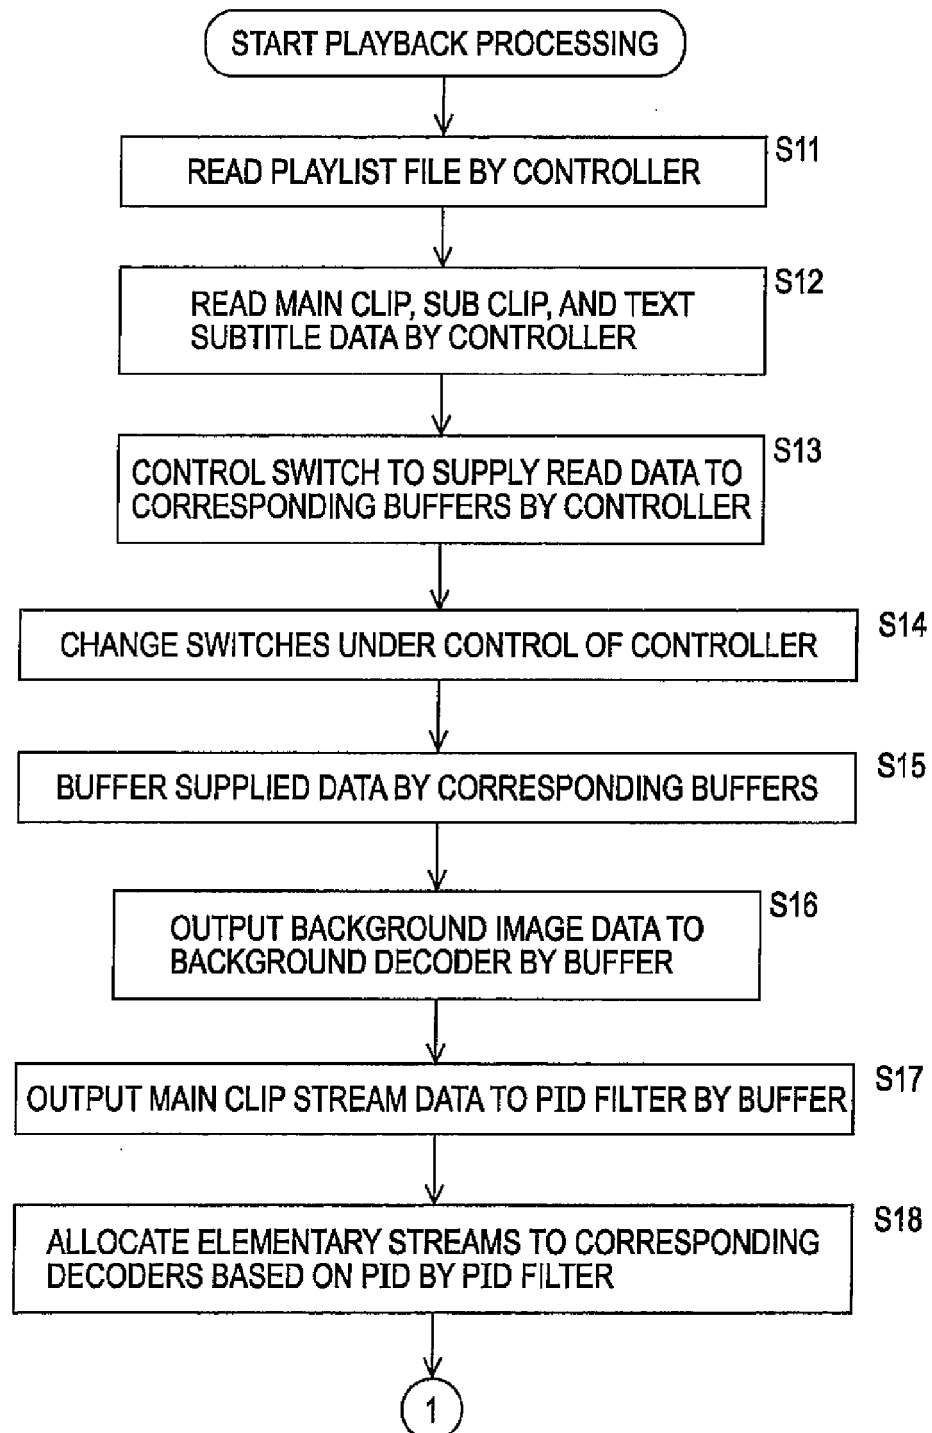 START PLAYBACK PROCESSING
S11
READ PLAYLIST FILE BY CONTROLLER
S12
READ MAIN CLIP, SUB CLIP, AND TEXT
SUBTITLE DATA BY CONTROLLER
S13
CONTROL SWITCH TO SUPPLY READ DATA TO
CORRESPONDING BUFFERS BY CONTROLLER
S14
CHANGE SWITCHES UNDER CONTROL OF CONTROLLER
S15
BUFFER SUPPLIED DATA BY CORRESPONDING BUFFERS
S16
OUTPUT BACKGROUND IMAGE DATA TO
BACKGROUND DECODER BY BUFFER
S17
OUTPUT MAIN CLIP STREAM DATA TO PID FILTER BY BUFFER
S18
ALLOCATE ELEMENTARY STREAMS TO CORRESPONDING
DECODERS BASED ON PID BY PID FILTER
1